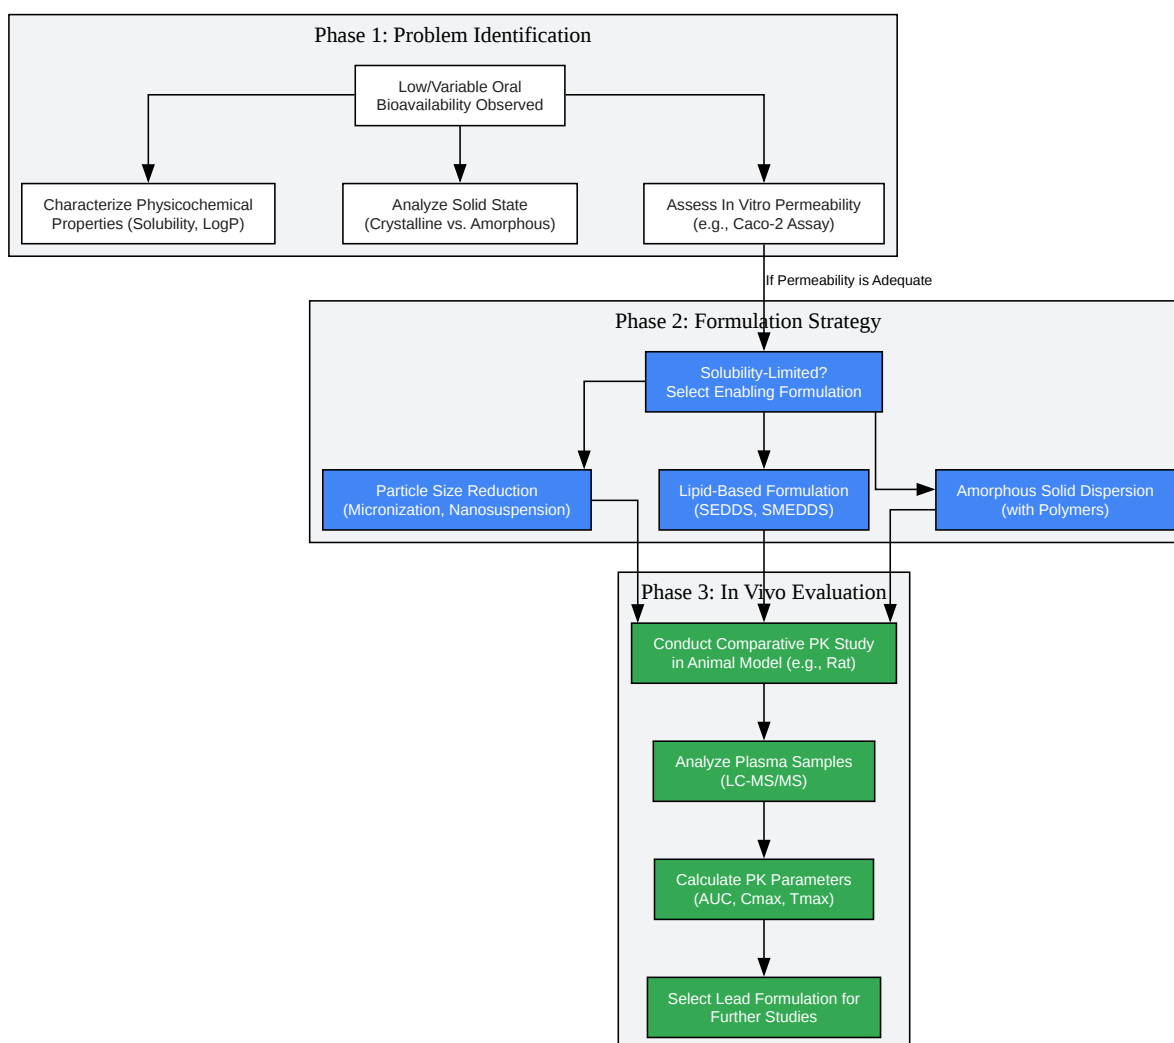 Phase 1: Problem Identification
Low/Variable Oral
Bioavailability Observed
Characterize Physicochemical
Properties (Solubility, LogP)
Analyze Solid State
(Crystalline vs. Amorphous)
Assess In Vitro Permeability
(e.g., Caco-2 Assay)
If Permeability is Adequate
Phase 2: Formulation Strategy
Solubility-Limited?
Select Enabling Formulation
Particle Size Reduction
(Micronization, Nanosuspension)
Lipid-Based Formulation
(SEDDS, SMEDDS)
Amorphous Solid Dispersion
(with Polymers)
Phase 3: In Vivo Evaluation
Conduct Comparative PK Study
in Animal Model (e.g., Rat)
Analyze Plasma Samples
(LC-MS/MS)
Calculate PK Parameters
(AUC, Cmax, Tmax)
Select Lead Formulation for
Further Studies